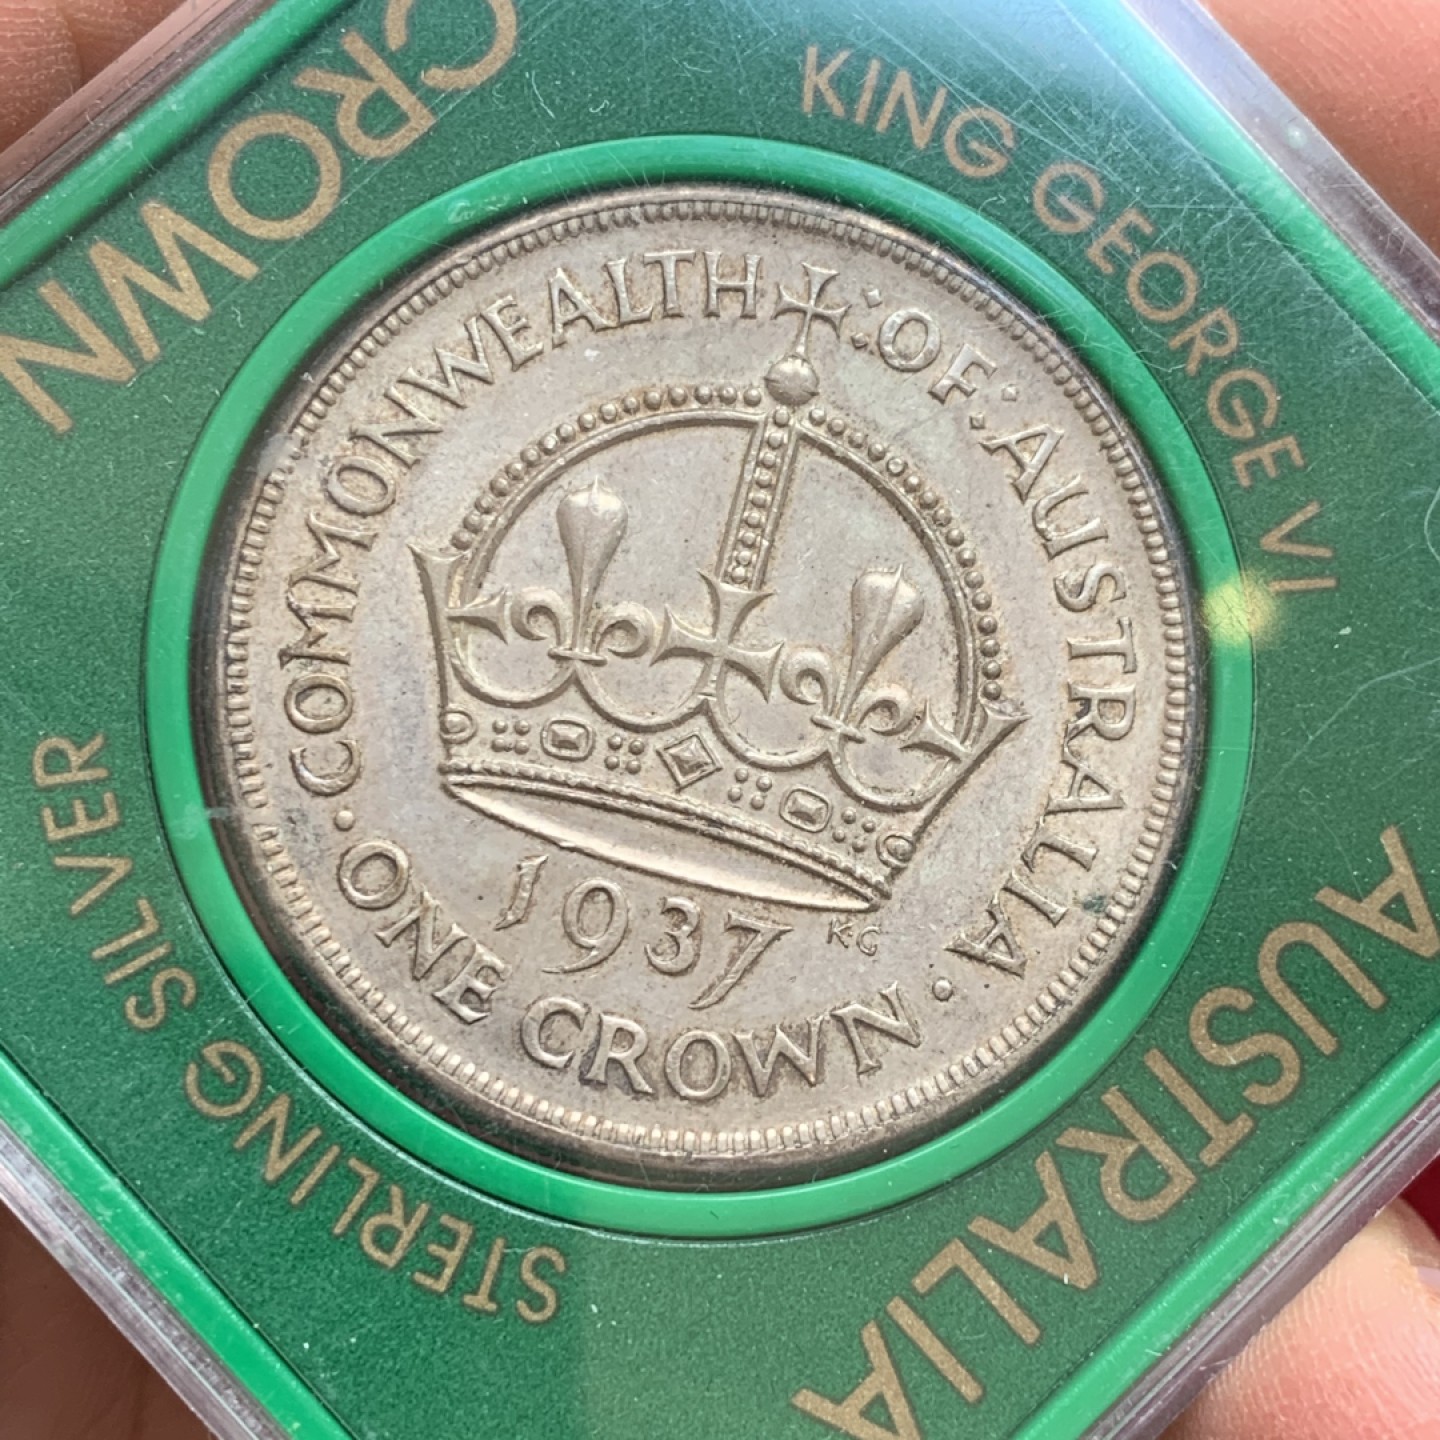 CROWN
KING GEORGE VI
AUSTRALIA
STERLING SILVER
COMMONWEALTH : OF : AUSTRALIA
1937
KG
· ONE CROWN ·